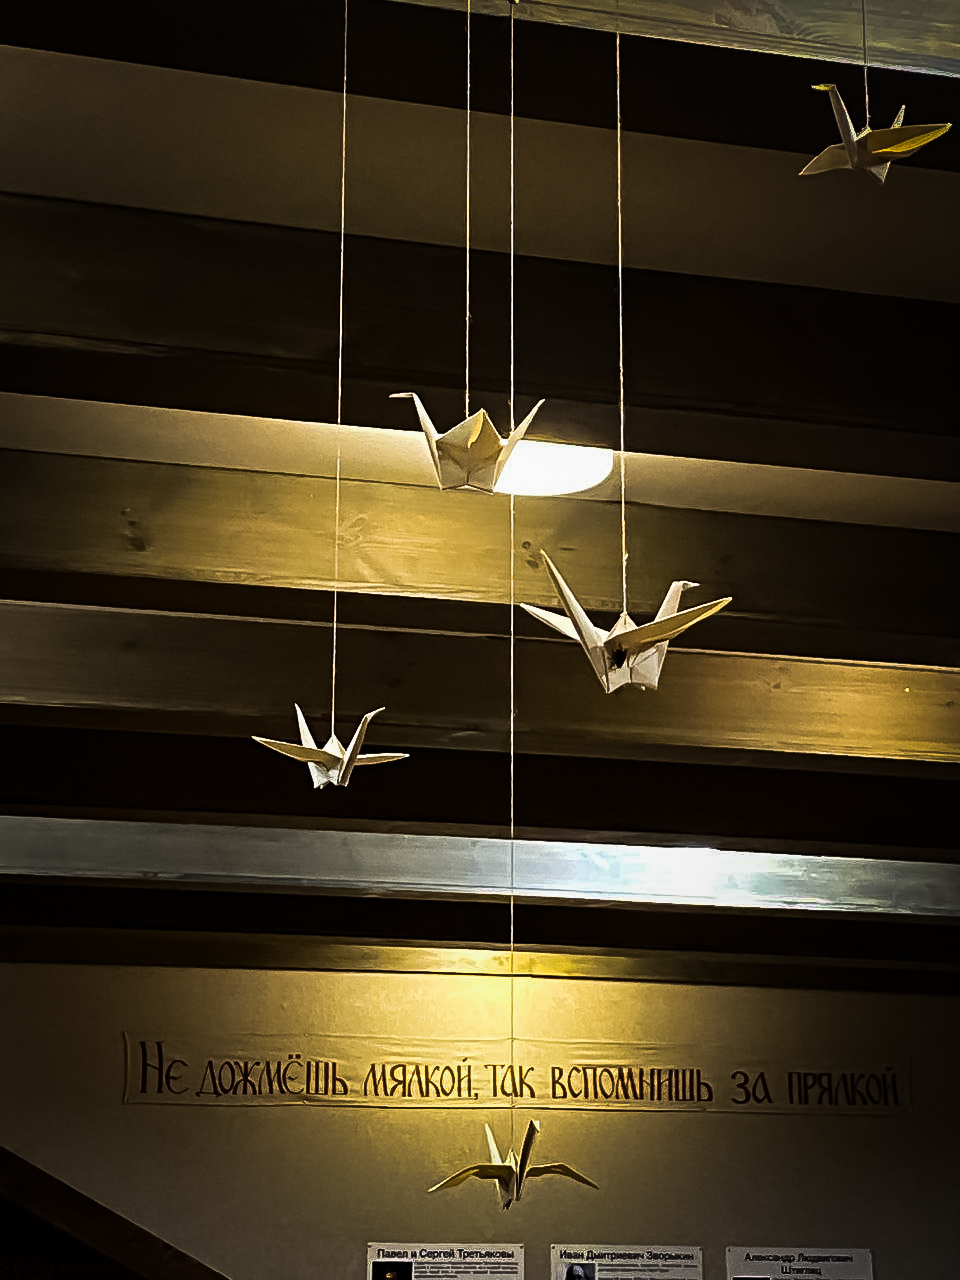 Не дожмёшь мялкой, так вспомнишь за прялкой
Павел и Сергей Третьяковы
Иван Дмитриевич Зворыкин
Александр Людвигович
Штиглиц